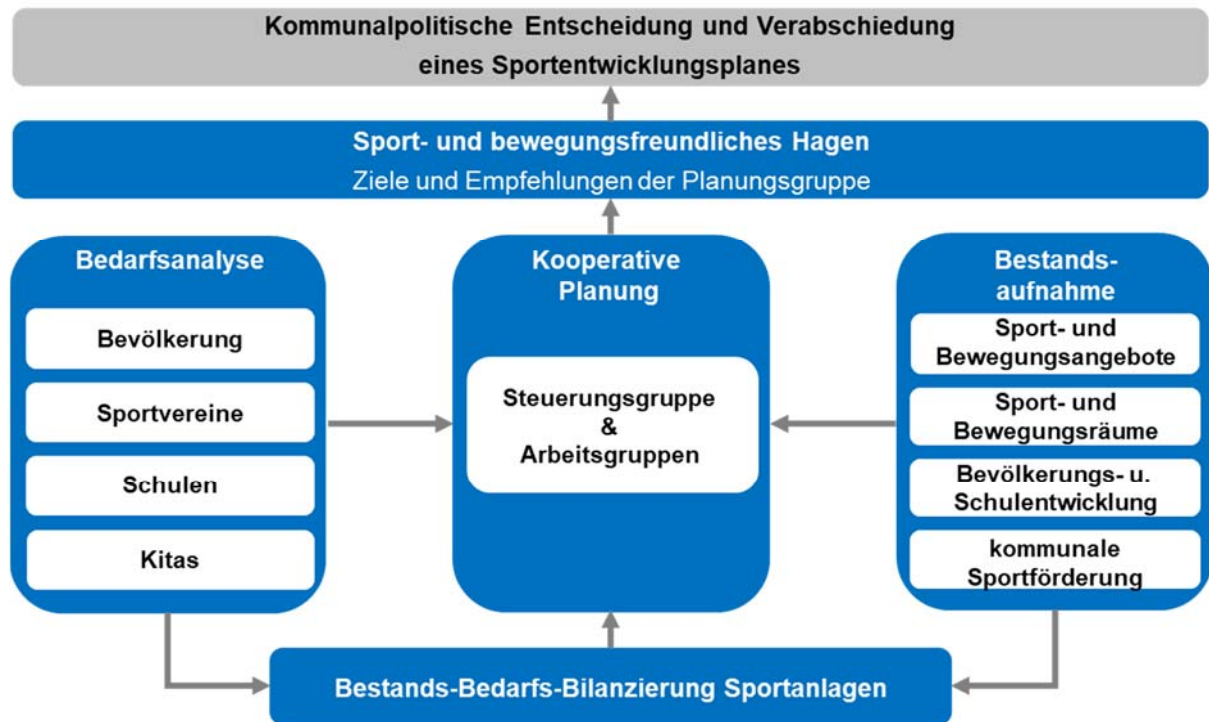 Kommunalpolitische Entscheidung und Verabschiedung
eines Sportentwicklungsplanes
Sport- und bewegungsfreundliches Hagen
Ziele und Empfehlungen der Planungsgruppe
Bedarfsanalyse
Bevölkerung
Sportvereine
Schulen
Kitas
Kooperative
Planung
Steuerungsgruppe
&
Arbeitsgruppen
Bestands-
aufnahme
Sport- und
Bewegungsangebote
Sport- und
Bewegungsräume
Bevölkerungs- u.
Schulentwicklung
kommunale
Sportförderung
Bestands-Bedarfs-Bilanzierung Sportanlagen